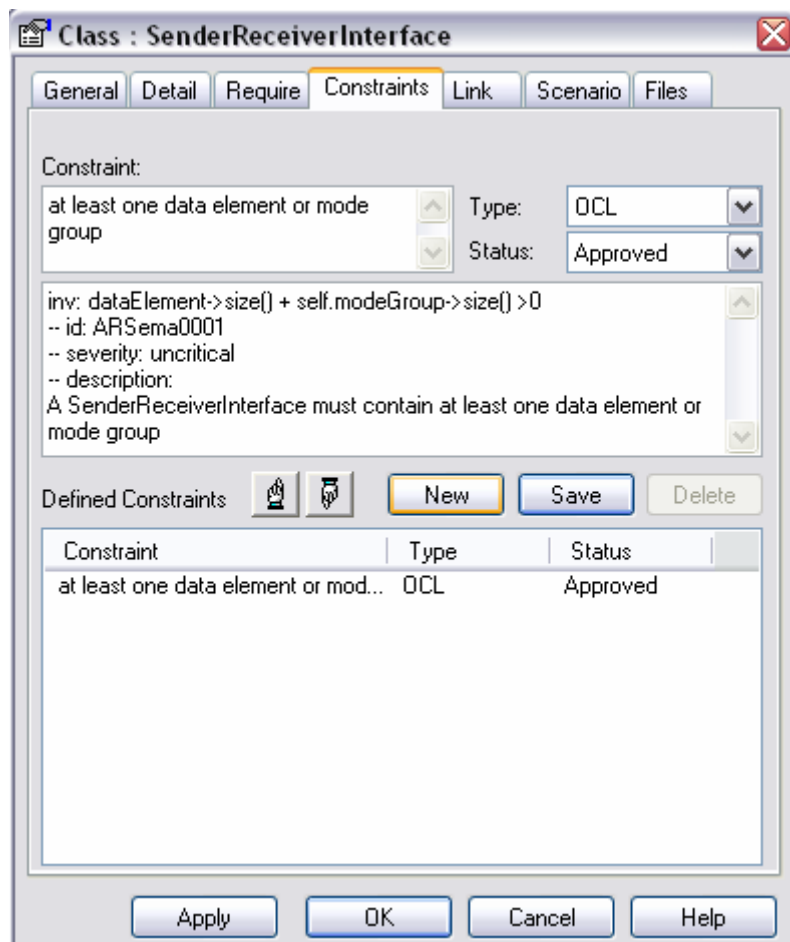 Class : SenderReceiverInterface
General Detail Require Constraints Link Scenario Files
Constraint:
at least one data element or mode
group
Type: OCL
Status: Approved
inv: dataElement->size() + self.modeGroup->size() >0
-- id: ARSema0001
-- severity: uncritical
-- description:
A SenderReceiverInterface must contain at least one data element or
mode group
Defined Constraints New Save Delete
Constraint Type Status
at least one data element or mod... OCL Approved
Apply OK Cancel Help